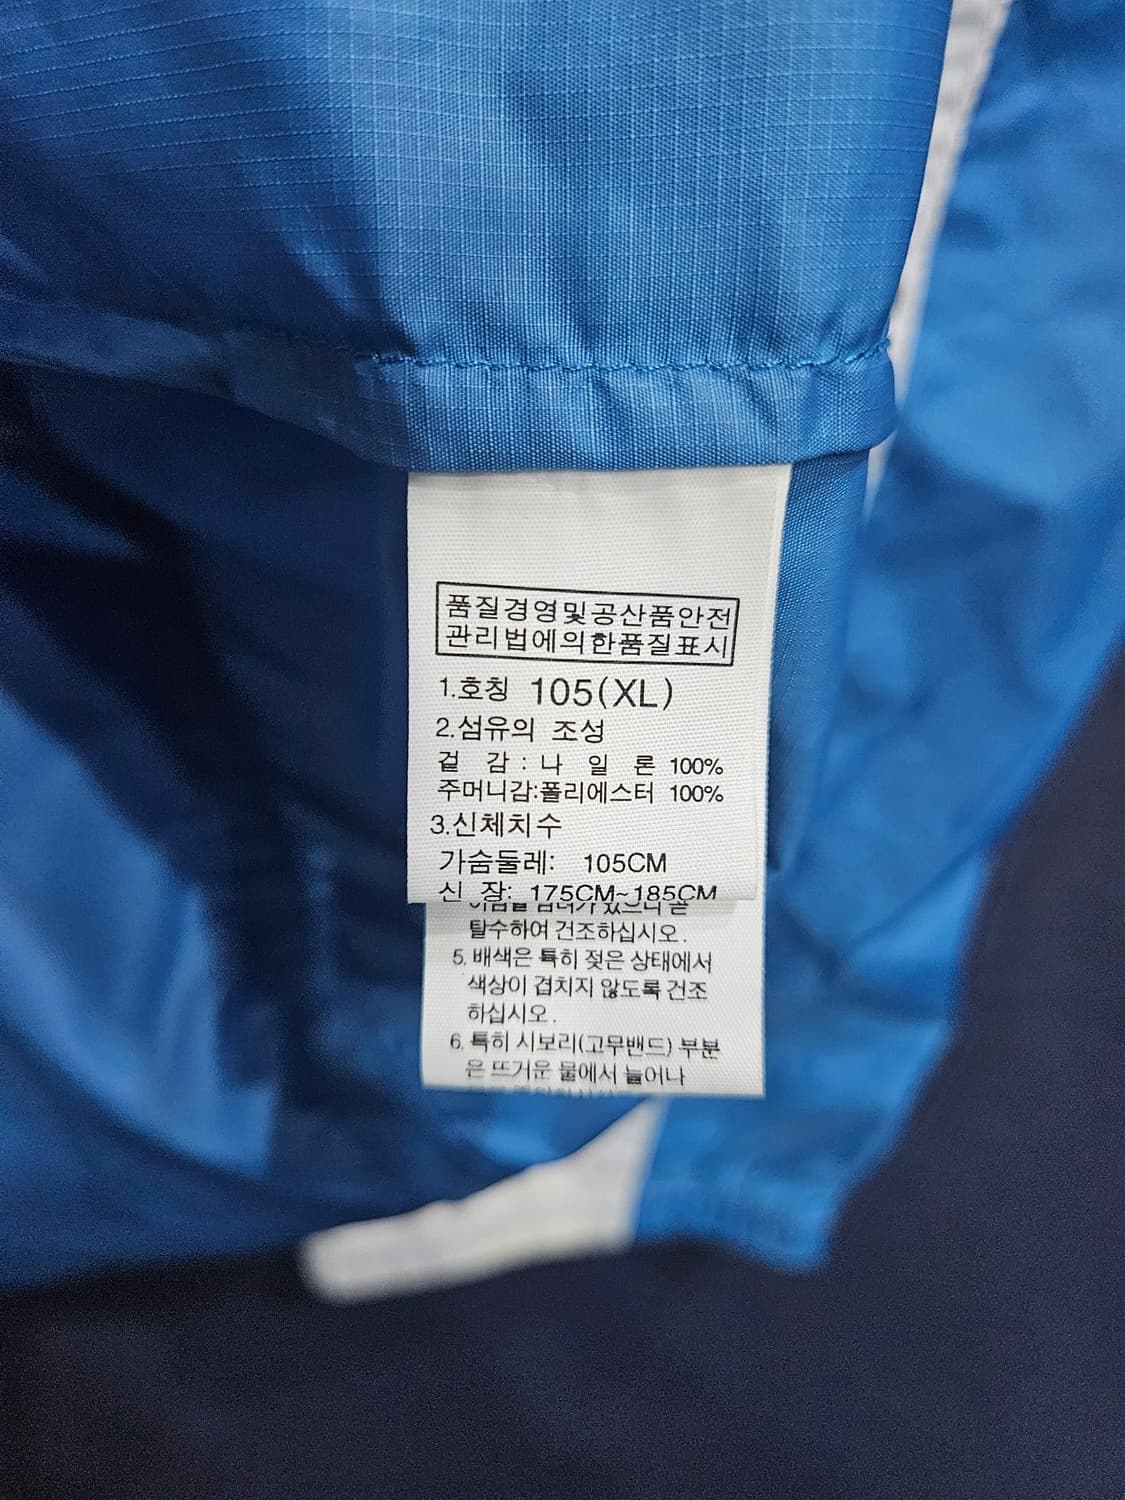 품질경영및공산품안전
관리법에의한품질표시
1.호칭 105(XL)
2.섬유의 조성
겉 감 : 나 일 론 100%
주머니감:폴리에스터 100%
3.신체치수
가슴둘레: 105CM
신 장: 175CM~185CM
탈수하여 건조하십시오.
5. 배색은 특히 젖은 상태에서
색상이 겹치지 않도록 건조
하십시오.
6. 특히 시보리(고무밴드) 부분
은 뜨거운 물에서 늘어나